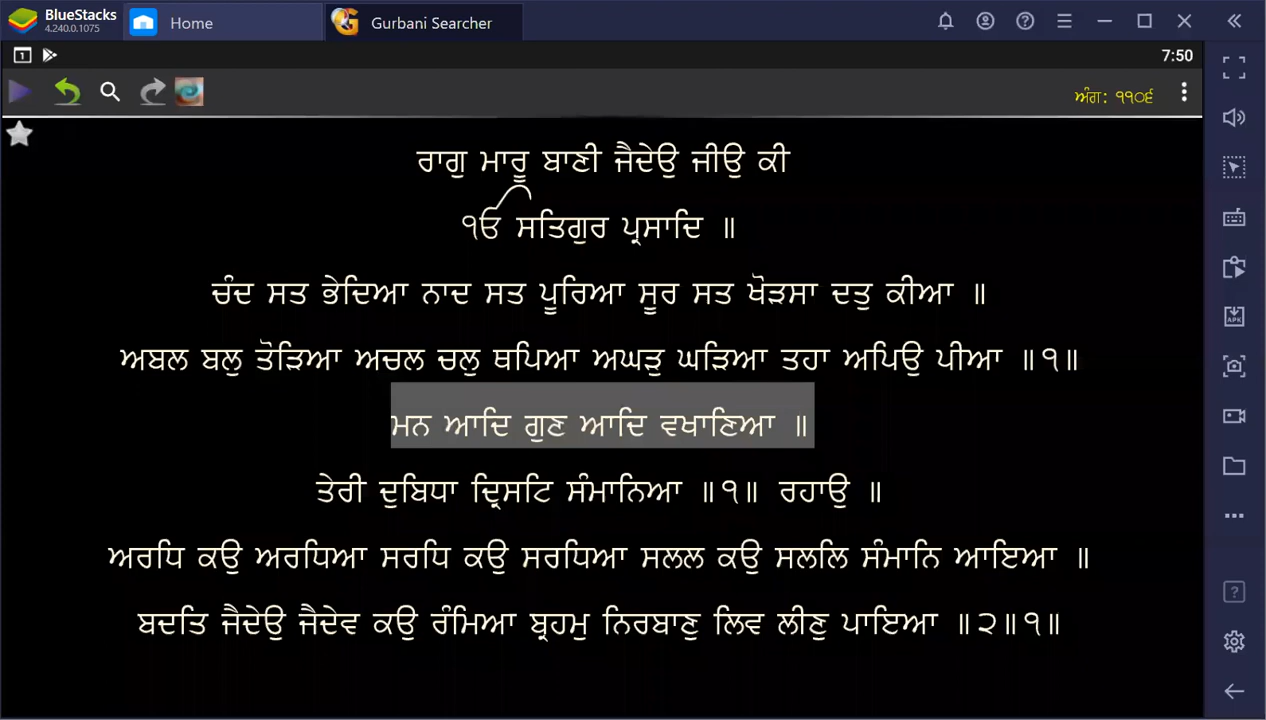 BlueStacks
4.240.0.1075
Home
Gurbani Searcher
7:50
ਅੰਗ: ੧੧੦੬
ਰਾਗੁ ਮਾਰੂ ਬਾਣੀ ਜੈਦੇਉ ਜੀਉ ਕੀ
ੴ ਸਤਿਗੁਰ ਪ੍ਰਸਾਦਿ ॥
ਚੰਦ ਸਤ ਭੇਦਿਆ ਨਾਦ ਸਤ ਪੂਰਿਆ ਸੂਰ ਸਤ ਖੋੜਸਾ ਦਤੁ ਕੀਆ ॥
ਅਬਲ ਬਲੁ ਤੋੜਿਆ ਅਚਲ ਚਲੁ ਥਪਿਆ ਅਘੜੁ ਘੜਿਆ ਤਹਾ ਅਪਿਉ ਪੀਆ ॥੧॥
ਮਨ ਆਦਿ ਗੁਣ ਆਦਿ ਵਖਾਣਿਆ ॥
ਤੇਰੀ ਦੁਬਿਧਾ ਦ੍ਰਿਸਟਿ ਸੰਮਾਨਿਆ ॥੧॥ ਰਹਾਉ ॥
ਅਰਧਿ ਕਉ ਅਰਧਿਆ ਸਰਧਿ ਕਉ ਸਰਧਿਆ ਸਲਲ ਕਉ ਸਲਲਿ ਸੰਮਾਨਿ ਆਇਆ ॥
ਬਦਤਿ ਜੈਦੇਉ ਜੈਦੇਵ ਕਉ ਰੰਮਿਆ ਬ੍ਰਹਮੁ ਨਿਰਬਾਣੁ ਲਿਵ ਲੀਣੁ ਪਾਇਆ ॥੨॥੧॥